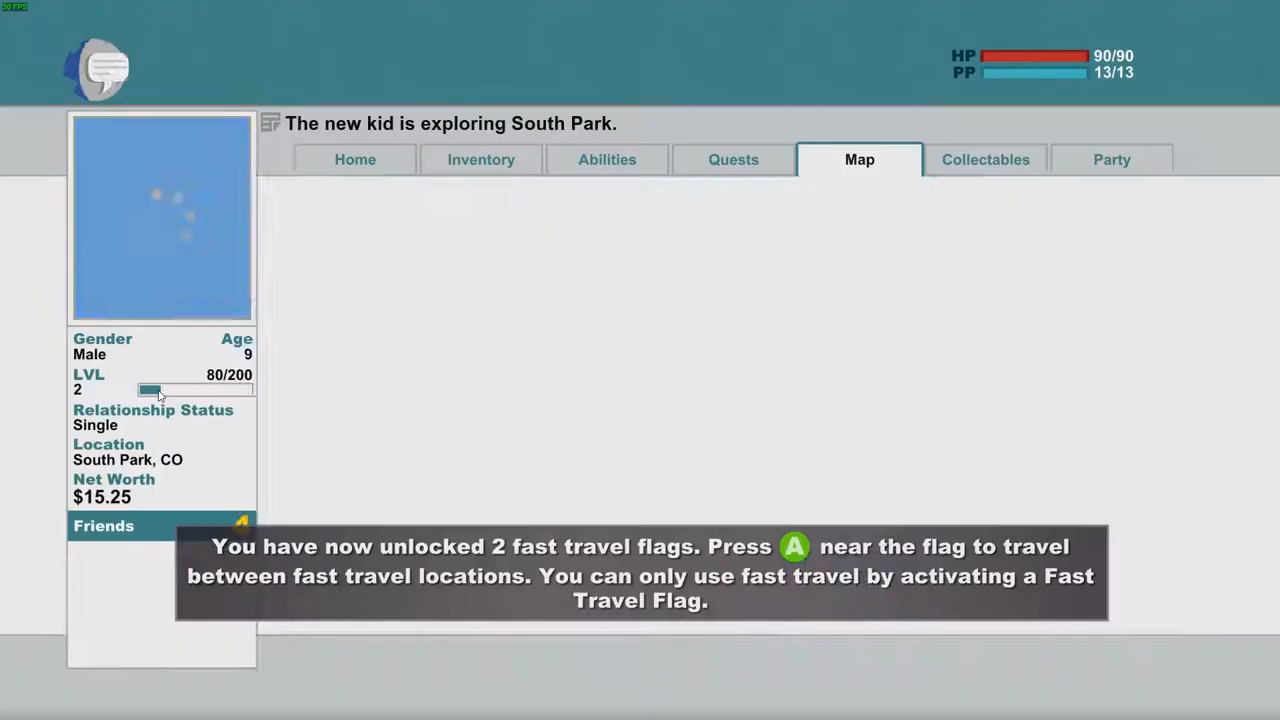 30 FPS
HP 90/90
PP 13/13
The new kid is exploring South Park.
Home Inventory Abilities Quests Map Collectables Party
Gender Age
Male 9
LVL 80/200
2
Relationship Status
Single
Location
South Park, CO
Net Worth
$15.25
Friends 4
You have now unlocked 2 fast travel flags. Press A near the flag to travel
between fast travel locations. You can only use fast travel by activating a Fast
Travel Flag.